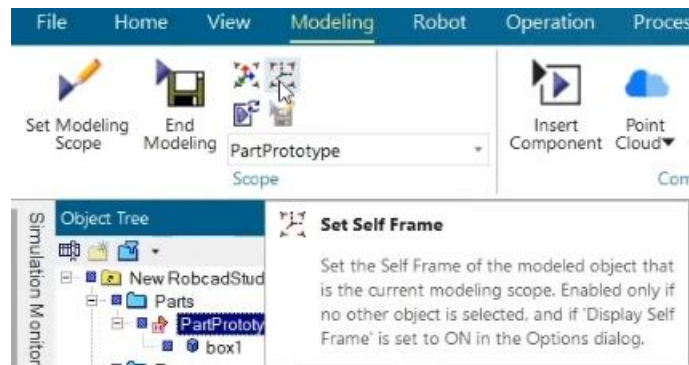 File Home View Modeling Robot Operation Proces
Set Modeling
Scope
End
Modeling
PartPrototype
Scope
Insert
Component
Point
Cloud
Com
Simulation Monitor
Object Tree
New RobcadStud
Parts
PartPrototy
box1
Set Self Frame
Set the Self Frame of the modeled object that
is the current modeling scope. Enabled only if
no other object is selected, and if 'Display Self
Frame' is set to ON in the Options dialog.